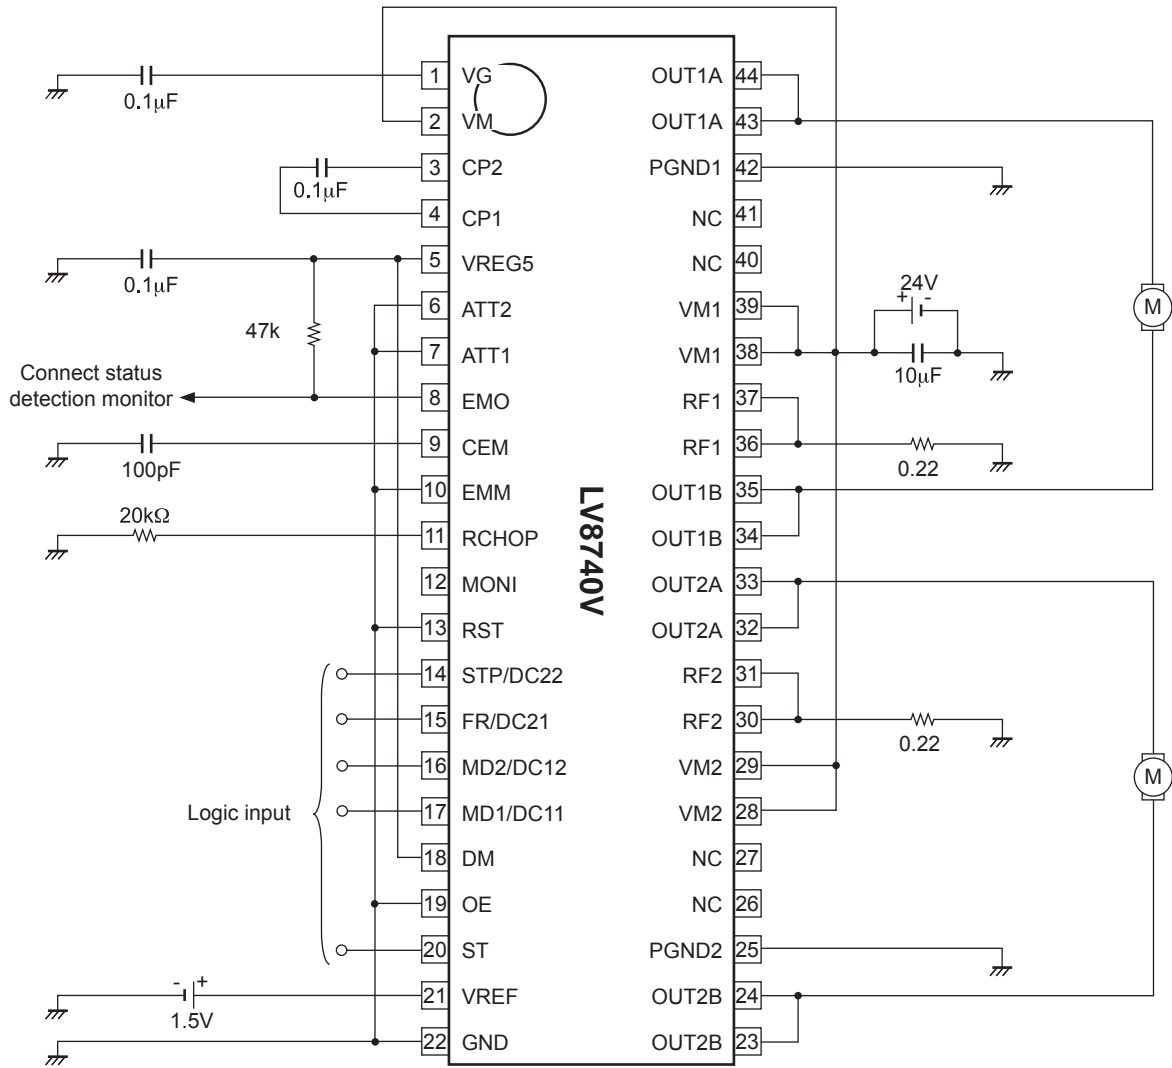 1 VG OUT1A 44
0.1μF
2 VM OUT1A 43
3 CP2 PGND1 42
0.1μF
4 CP1 NC 41
5 VREG5 NC 40
0.1μF
24V
+ -
6 ATT2 VM1 39
47k
7 ATT1 VM1 38
10μF
M
Connect status
detection monitor
8 EMO RF1 37
9 CEM RF1 36
100pF
0.22
10 EMM OUT1B 35
20kΩ
11 RCHOP OUT1B 34
LV8740V
12 MONI OUT2A 33
13 RST OUT2A 32
14 STP/DC22 RF2 31
15 FR/DC21 RF2 30
0.22
16 MD2/DC12 VM2 29
M
Logic input
17 MD1/DC11 VM2 28
18 DM NC 27
19 OE NC 26
20 ST PGND2 25
- +
21 VREF OUT2B 24
1.5V
22 GND OUT2B 23